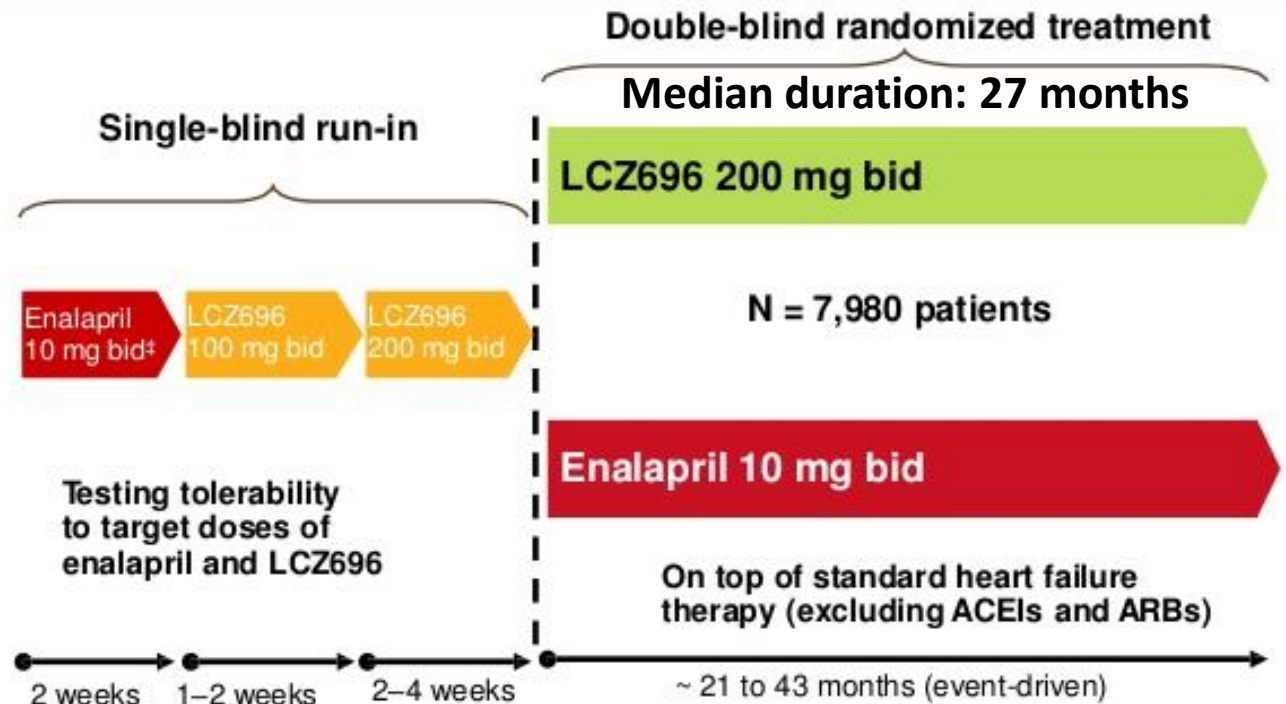 Double-blind randomized treatment
Median duration: 27 months
Single-blind run-in
LCZ696 200 mg bid
Enalapril
10 mg bid‡
LCZ696
100 mg bid
LCZ696
200 mg bid
N = 7,980 patients
Enalapril 10 mg bid
Testing tolerability
to target doses of
enalapril and LCZ696
On top of standard heart failure
therapy (excluding ACEIs and ARBs)
2 weeks
1–2 weeks
2–4 weeks
~ 21 to 43 months (event-driven)